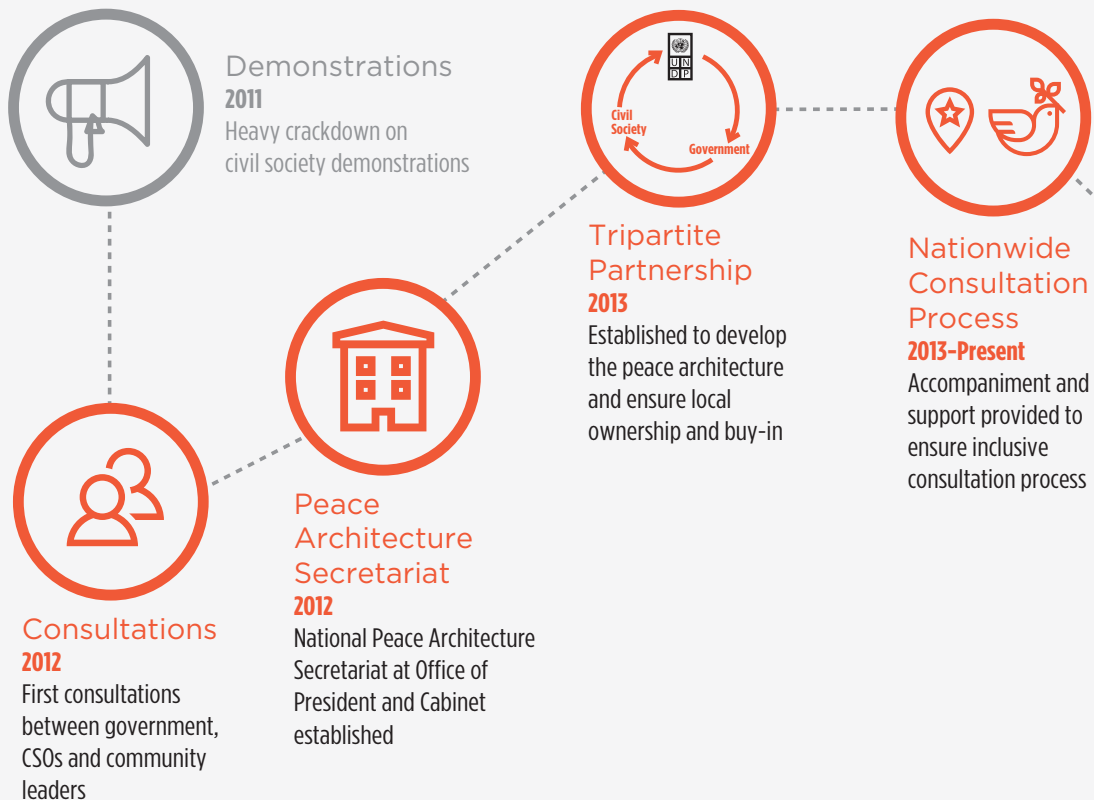 Demonstrations
2011
Heavy crackdown on
civil society demonstrations
Consultations
2012
First consultations
between government,
CSOs and community
leaders
Peace
Architecture
Secretariat
2012
National Peace Architecture
Secretariat at Office of
President and Cabinet
established
U N
D P
Civil
Society
Government
Tripartite
Partnership
2013
Established to develop
the peace architecture
and ensure local
ownership and buy-in
Nationwide
Consultation
Process
2013-Present
Accompaniment and
support provided to
ensure inclusive
consultation process